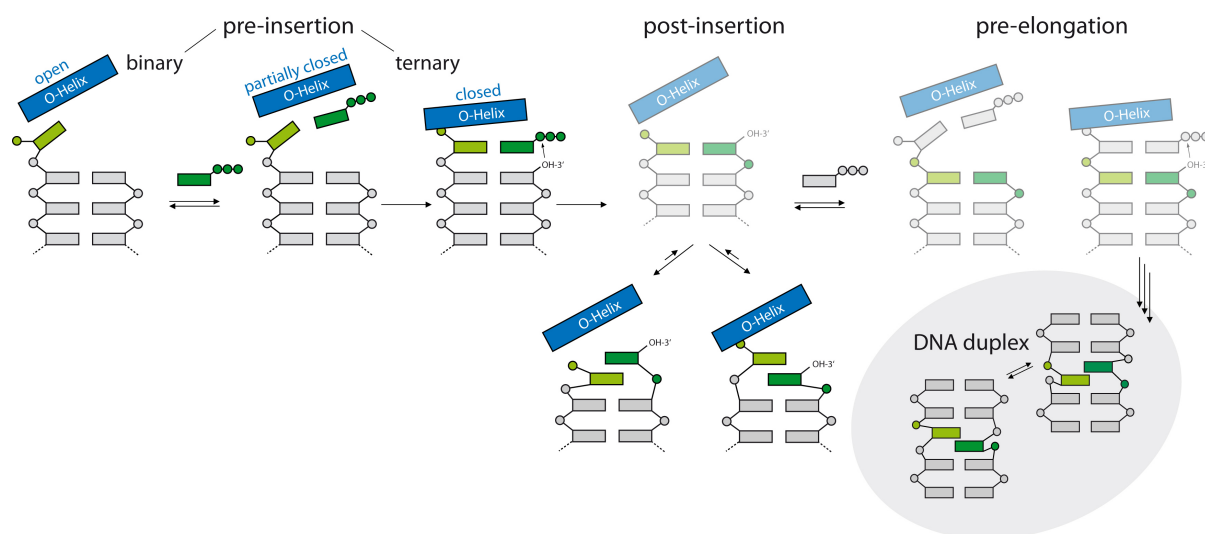 pre-insertion
post-insertion
pre-elongation
binary
ternary
open
O-Helix
partially closed
O-Helix
closed
O-Helix
OH-3'
O-Helix
OH-3'
O-Helix
O-Helix
OH-3'
O-Helix
OH-3'
O-Helix
OH-3'
DNA duplex